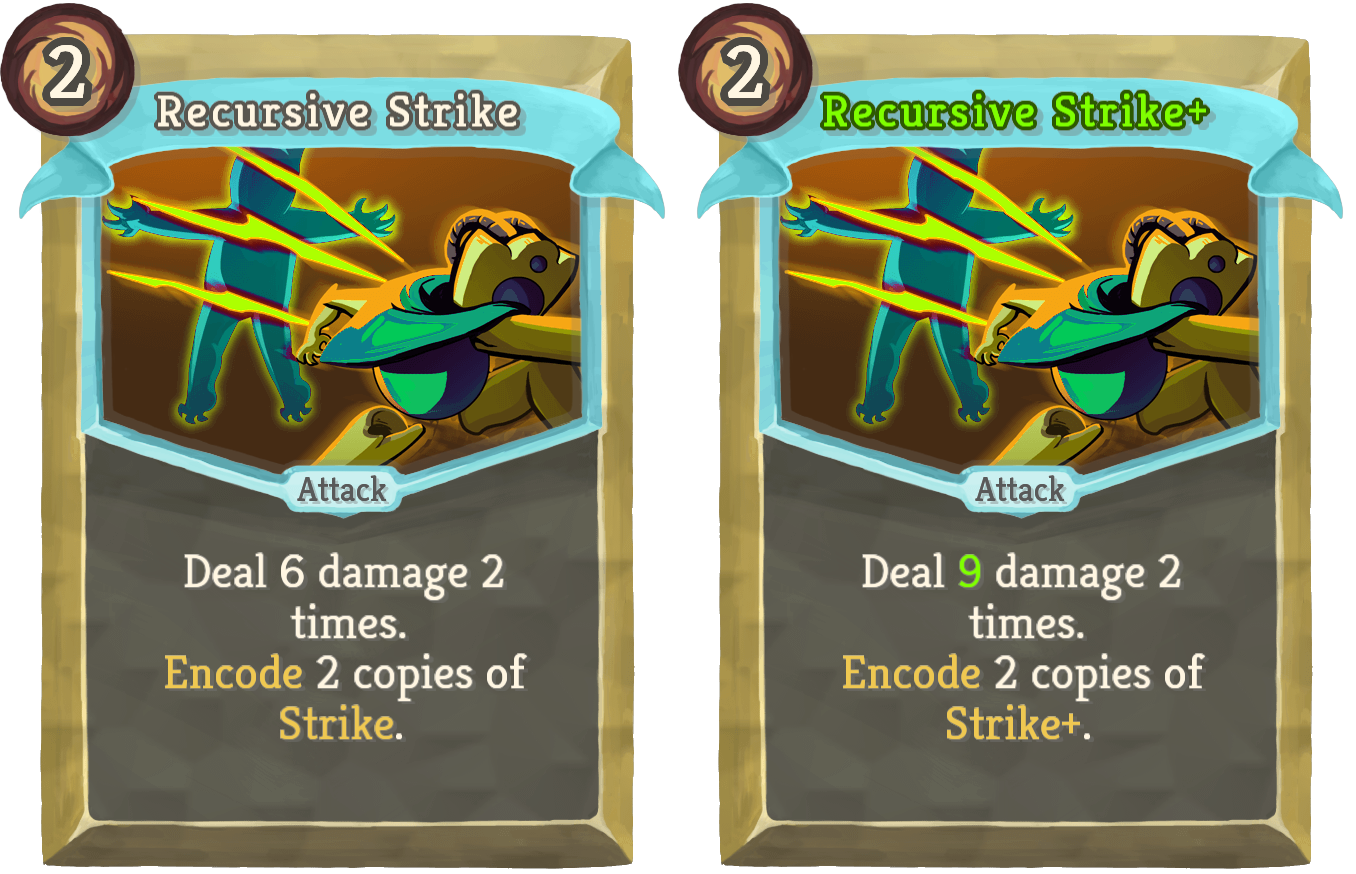 2
Recursive Strike
Attack
Deal 6 damage 2
times.
Encode 2 copies of
Strike.
2
Recursive Strike+
Attack
Deal 9 damage 2
times.
Encode 2 copies of
Strike+.